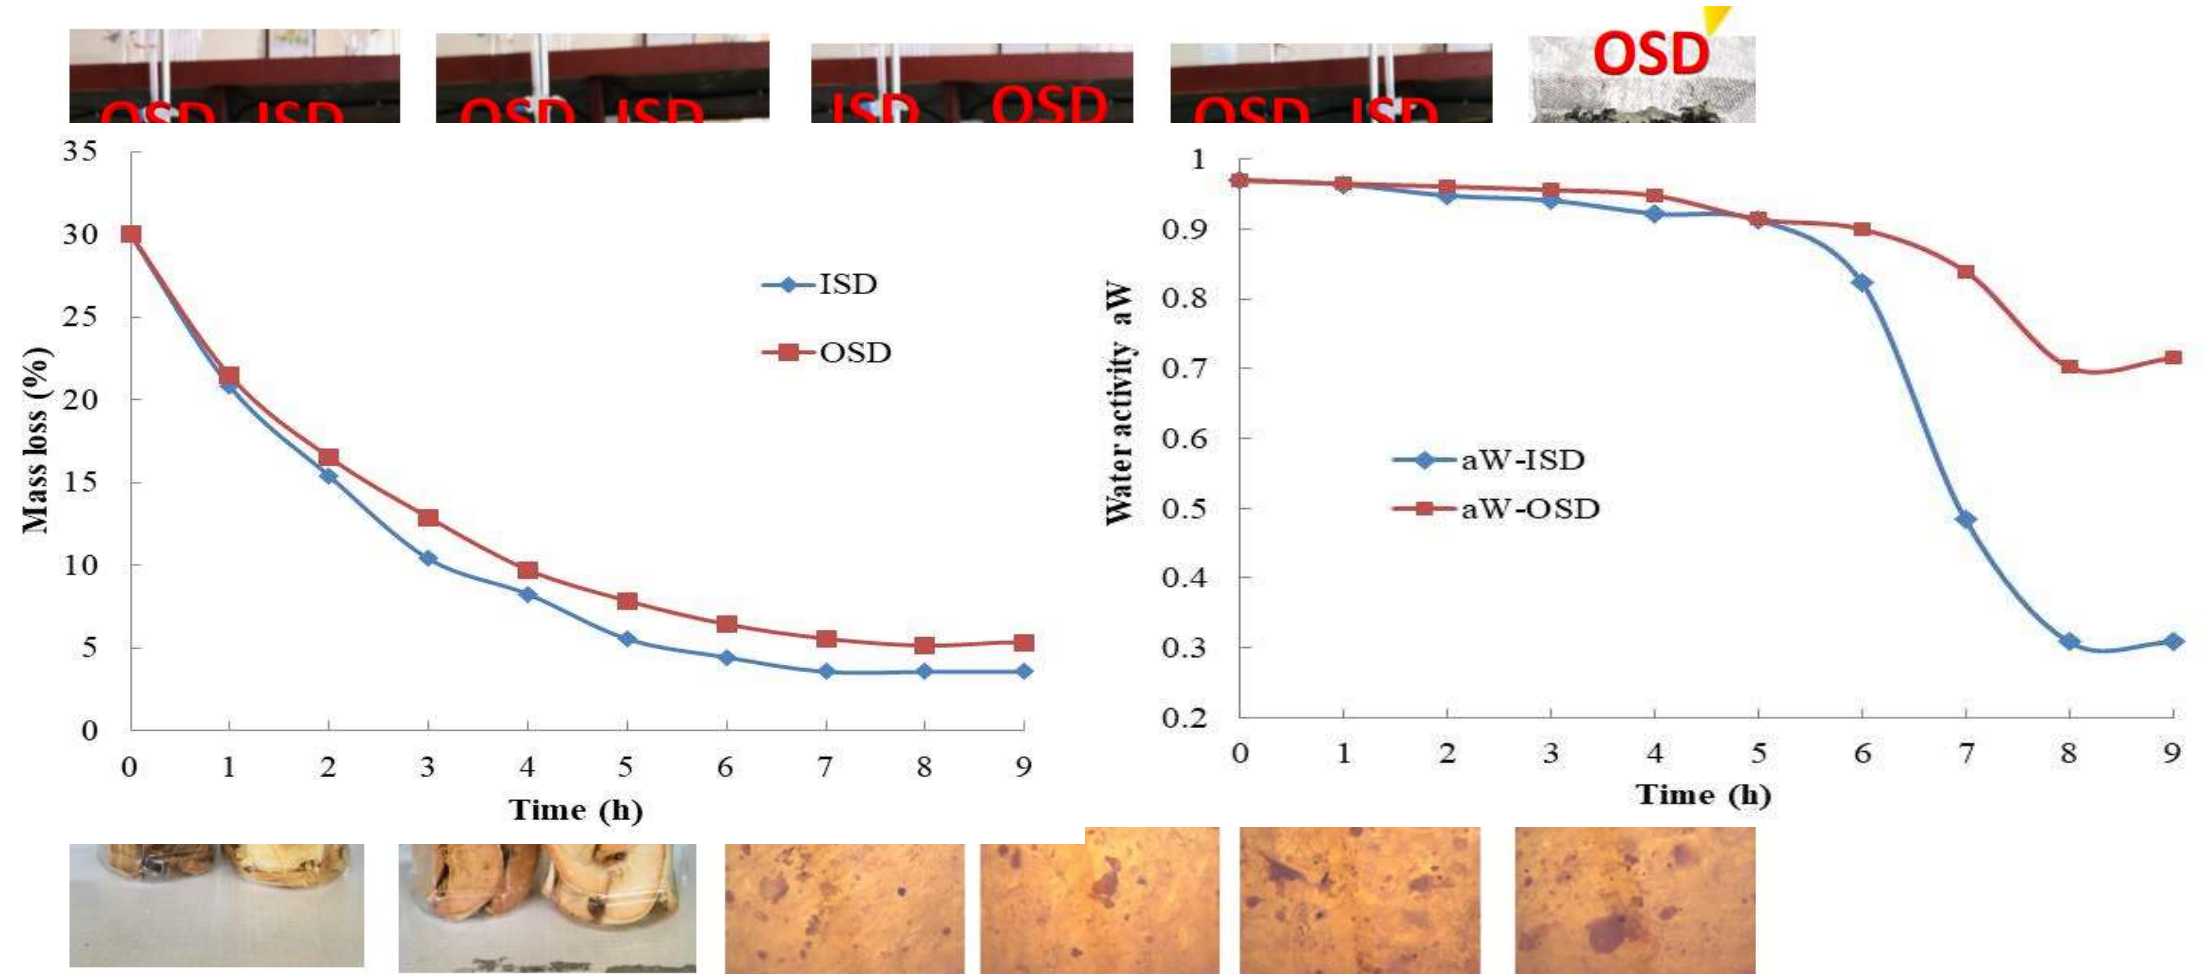 OSD ISD
OSD ISD
ISD OSD
OSD ISD
OSD
35
30
25
20
15
10
5
0
Mass loss (%)
ISD
OSD
0 1 2 3 4 5 6 7 8 9
Time (h)
1
0.9
0.8
0.7
0.6
0.5
0.4
0.3
0.2
Water activity aW
aW-ISD
aW-OSD
0 1 2 3 4 5 6 7 8 9
Time (h)